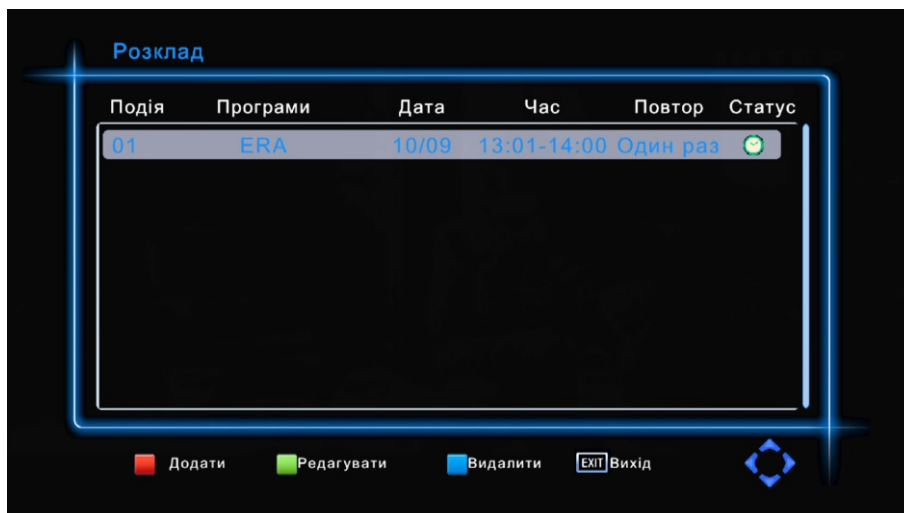 Розклад
Подія Програми Дата Час Повтор Статус
01 ERA 10/09 13:01-14:00 Один раз
Додати Редагувати Видалити EXIT Вихід